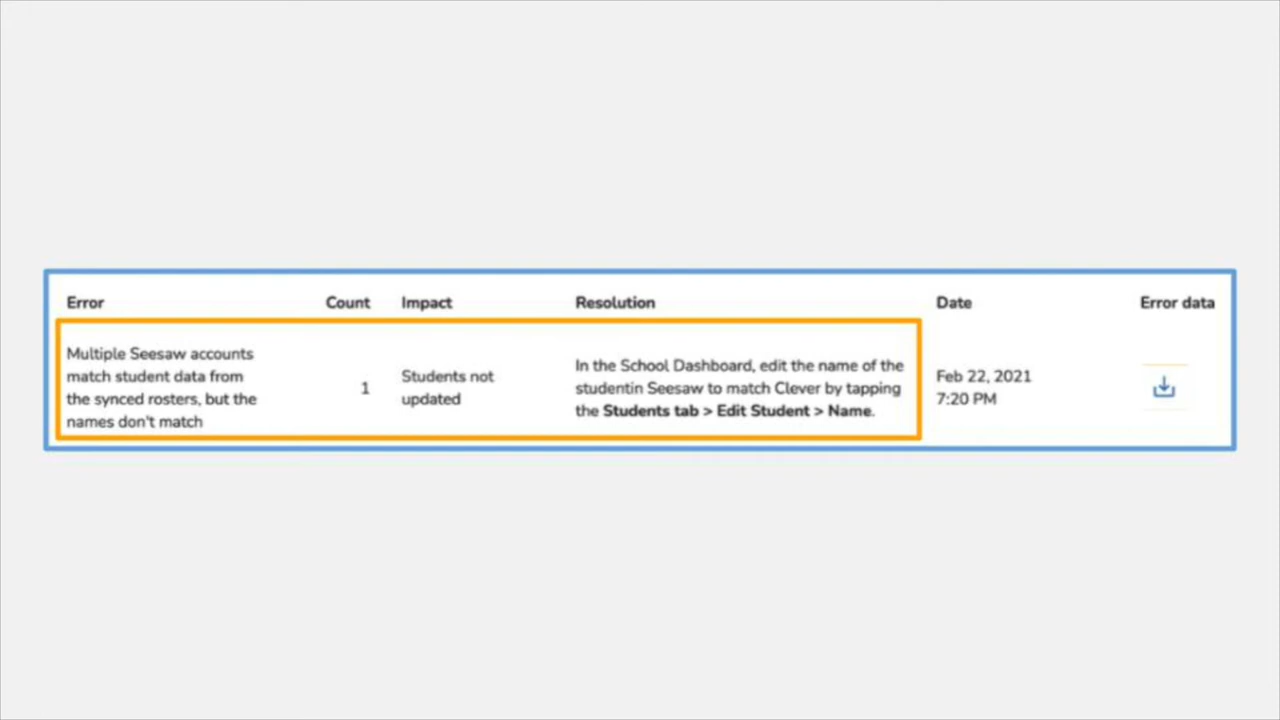 Error Count Impact Resolution Date Error data
Multiple Seesaw accounts
match student data from
the synced rosters, but the
names don't match
1
Students not
updated
In the School Dashboard, edit the name of the
studentin Seesaw to match Clever by tapping
the Students tab > Edit Student > Name.
Feb 22, 2021
7:20 PM